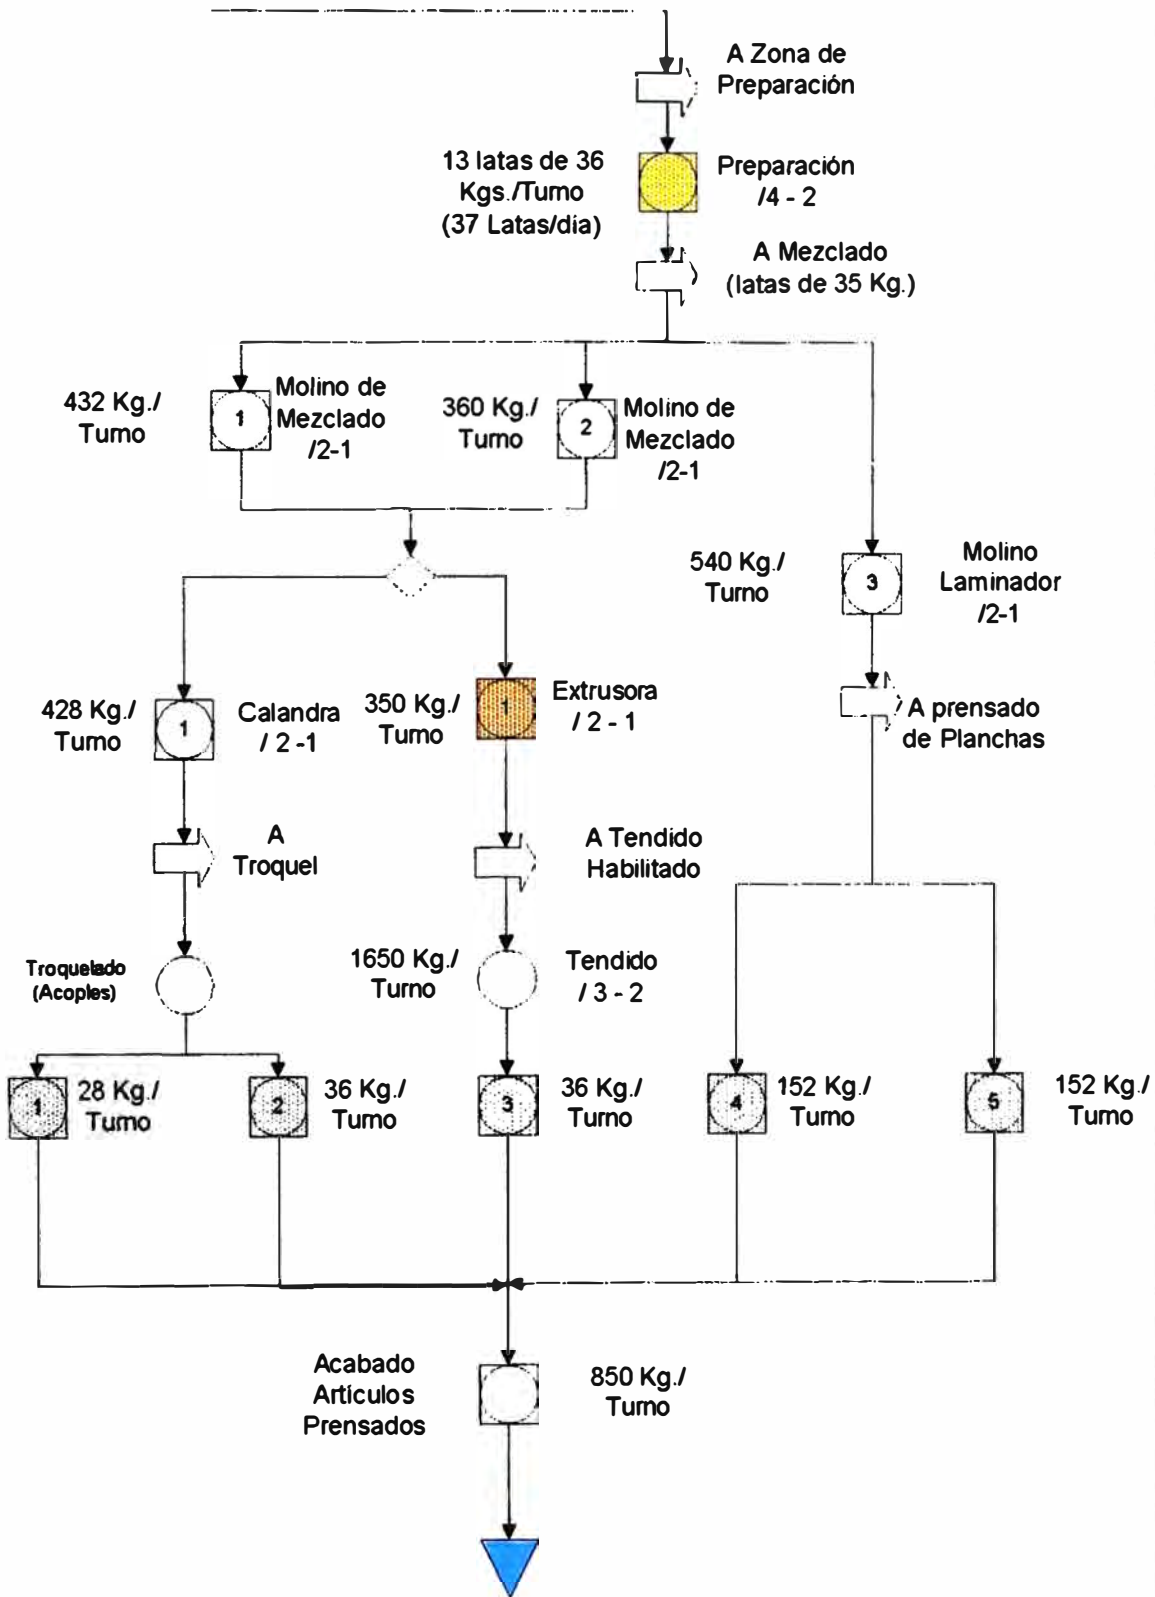 A Zona de
Preparación
13 latas de 36
Kgs./Turno
(37 Latas/día)
Preparación
/4 - 2
A Mezclado
(latas de 35 Kg.)
432 Kg./
Turno
1
Molino de
Mezclado
/2-1
360 Kg./
Turno
2
Molino de
Mezclado
/2-1
540 Kg./
Turno
3
Molino
Laminador
/2-1
428 Kg./
Turno
1
Calandra
/ 2 -1
350 Kg./
Turno
1
Extrusora
/ 2 - 1
A prensado
de Planchas
A
Troquel
A Tendido
Habilitado
Troquelado
(Acoples)
1650 Kg./
Turno
Tendido
/ 3 - 2
1
28 Kg./
Turno
2
36 Kg./
Turno
3
36 Kg./
Turno
4
152 Kg./
Turno
5
152 Kg./
Turno
Acabado
Artículos
Prensados
850 Kg./
Turno